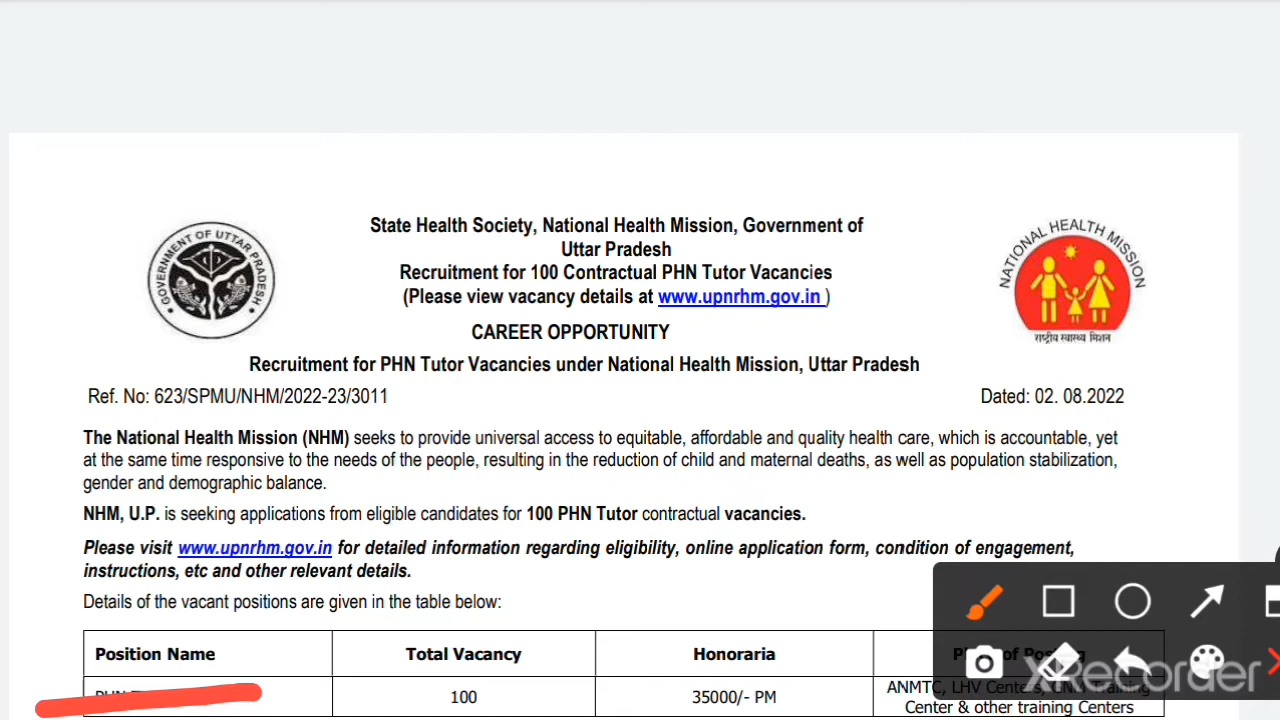 State Health Society, National Health Mission, Government of
Uttar Pradesh
Recruitment for 100 Contractual PHN Tutor Vacancies
(Please view vacancy details at www.upnrhm.gov.in )
GOVERNMENT OF UTTAR PRADESH
NATIONAL HEALTH MISSION
राष्ट्रीय स्वास्थ्य मिशन
CAREER OPPORTUNITY
Recruitment for PHN Tutor Vacancies under National Health Mission, Uttar Pradesh
Ref. No: 623/SPMU/NHM/2022-23/3011 Dated: 02. 08.2022
The National Health Mission (NHM) seeks to provide universal access to equitable, affordable and quality health care, which is accountable, yet
at the same time responsive to the needs of the people, resulting in the reduction of child and maternal deaths, as well as population stabilization,
gender and demographic balance.
NHM, U.P. is seeking applications from eligible candidates for 100 PHN Tutor contractual vacancies.
Please visit www.upnrhm.gov.in for detailed information regarding eligibility, online application form, condition of engagement,
instructions, etc and other relevant details.
Details of the vacant positions are given in the table below:
Position Name Total Vacancy Honoraria
100 35000/- PM ANMTC, LHV Centers, GNM Training
Center & other training Centers
XRecorder